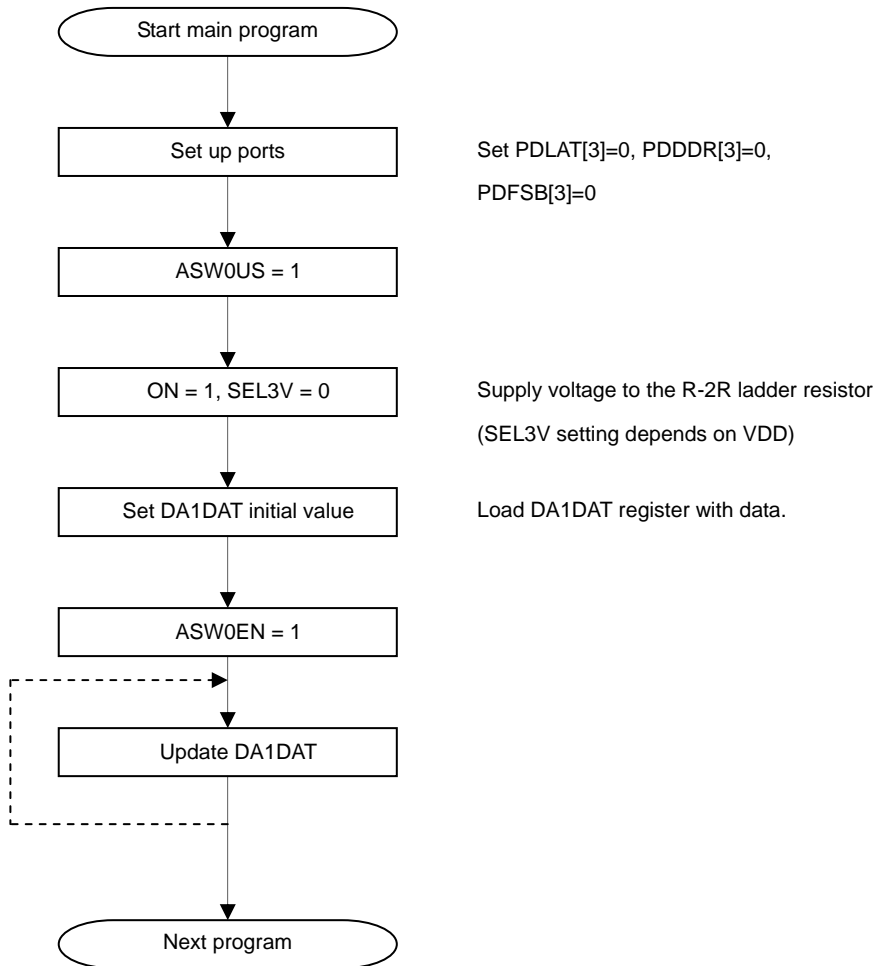 Start main program
Set up ports
Set PDLAT[3]=0, PDDDR[3]=0,
PDFSB[3]=0
ASW0US = 1
ON = 1, SEL3V = 0
Supply voltage to the R-2R ladder resistor
(SEL3V setting depends on VDD)
Set DA1DAT initial value
Load DA1DAT register with data.
ASW0EN = 1
Update DA1DAT
Next program